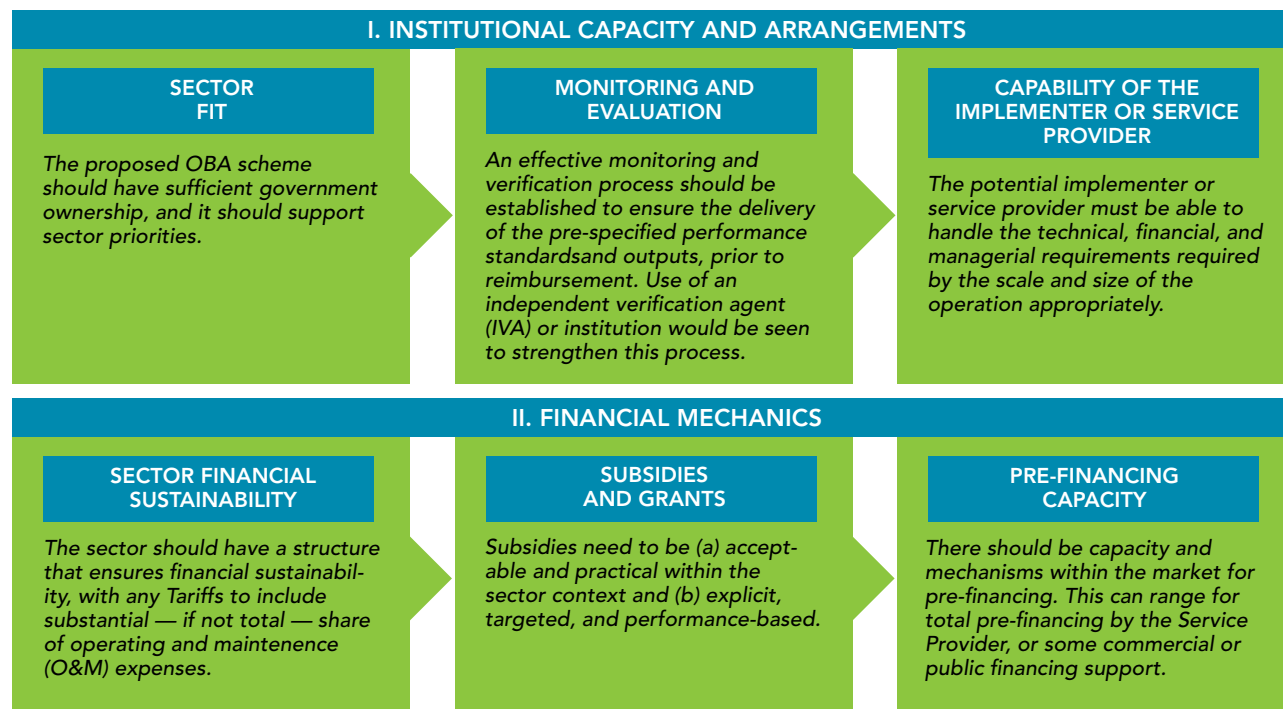 I. INSTITUTIONAL CAPACITY AND ARRANGEMENTS
SECTOR
FIT
The proposed OBA scheme
should have sufficient government
ownership, and it should support
sector priorities.
MONITORING AND
EVALUATION
An effective monitoring and
verification process should be
established to ensure the delivery
of the pre-specified performance
standardsand outputs, prior to
reimbursement. Use of an
independent verification agent
(IVA) or institution would be seen
to strengthen this process.
CAPABILITY OF THE
IMPLEMENTER OR SERVICE
PROVIDER
The potential implementer or
service provider must be able to
handle the technical, financial, and
managerial requirements required
by the scale and size of the
operation appropriately.
II. FINANCIAL MECHANICS
SECTOR FINANCIAL
SUSTAINABILITY
The sector should have a structure
that ensures financial sustainabil-
ity, with any Tariffs to include
substantial — if not total — share
of operating and maintenence
(O&M) expenses.
SUBSIDIES
AND GRANTS
Subsidies need to be (a) accept-
able and practical within the
sector context and (b) explicit,
targeted, and performance-based.
PRE-FINANCING
CAPACITY
There should be capacity and
mechanisms within the market for
pre-financing. This can range for
total pre-financing by the Service
Provider, or some commercial or
public financing support.